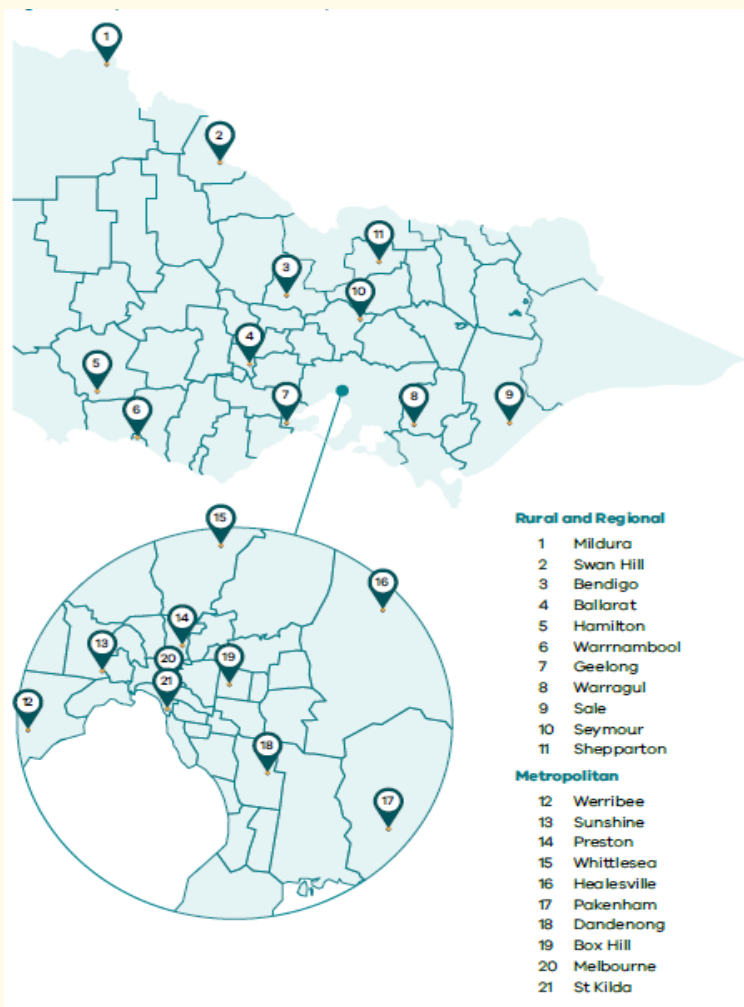 1
2
11
3
10
4
5
9
8
7
6
15
16
14
13
20
19
21
12
18
17
Rural and Regional
1 Mildura
2 Swan Hill
3 Bendigo
4 Ballarat
5 Hamilton
6 Warrnambool
7 Geelong
8 Warragul
9 Sale
10 Seymour
11 Shepparton
Metropolitan
12 Werribee
13 Sunshine
14 Preston
15 Whittlesea
16 Healesville
17 Pakenham
18 Dandenong
19 Box Hill
20 Melbourne
21 St Kilda